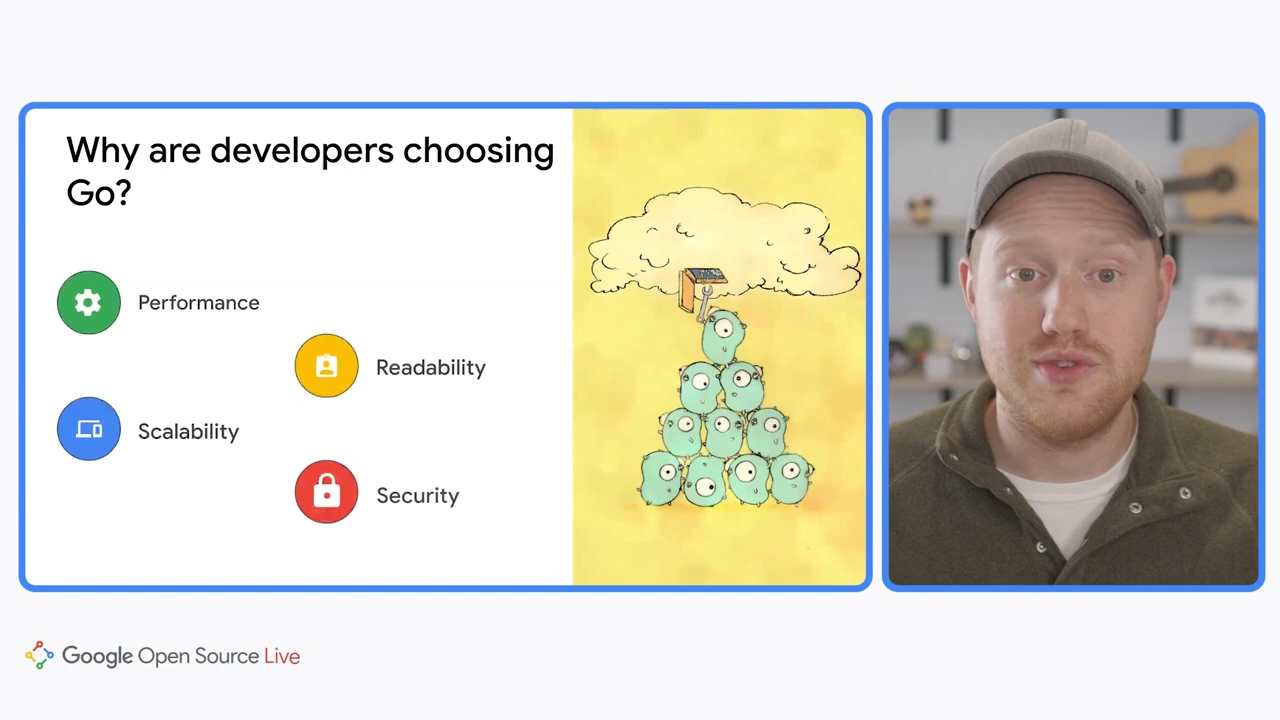 Why are developers choosing
Go?
Performance
Readability
Scalability
Security
Google Open Source Live